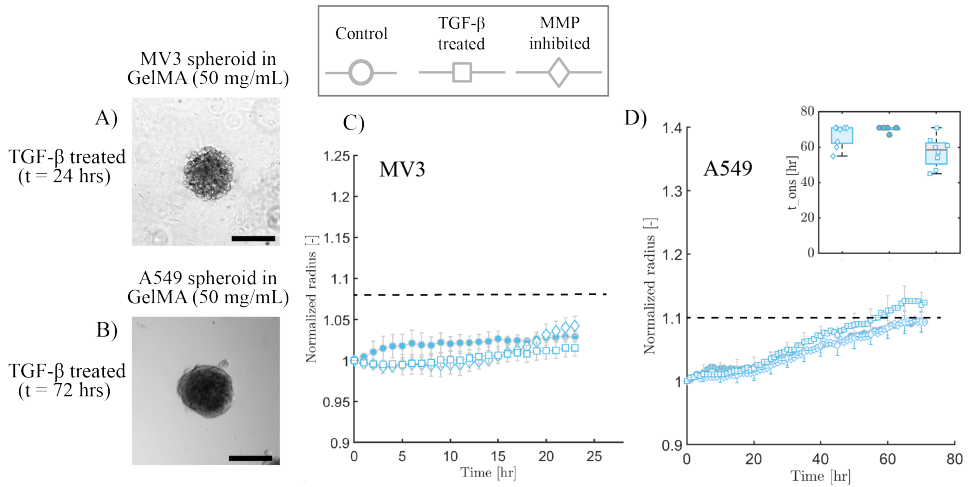 Control
TGF-β
treated
MMP
inhibited
MV3 spheroid in
GelMA (50 mg/mL)
A)
TGF-β treated
(t = 24 hrs)
A549 spheroid in
GelMA (50 mg/mL)
B)
TGF-β treated
(t = 72 hrs)
C)
MV3
Normalized radius [-]
1.25
1.2
1.15
1.1
1.05
1
0.95
0.9
0
5
10
15
20
25
Time [hr]
D)
A549
Normalized radius [-]
1.4
1.3
1.2
1.1
1
0.9
0
20
40
60
80
Time [hr]
t_ons [hr]
80
60
40
20
0